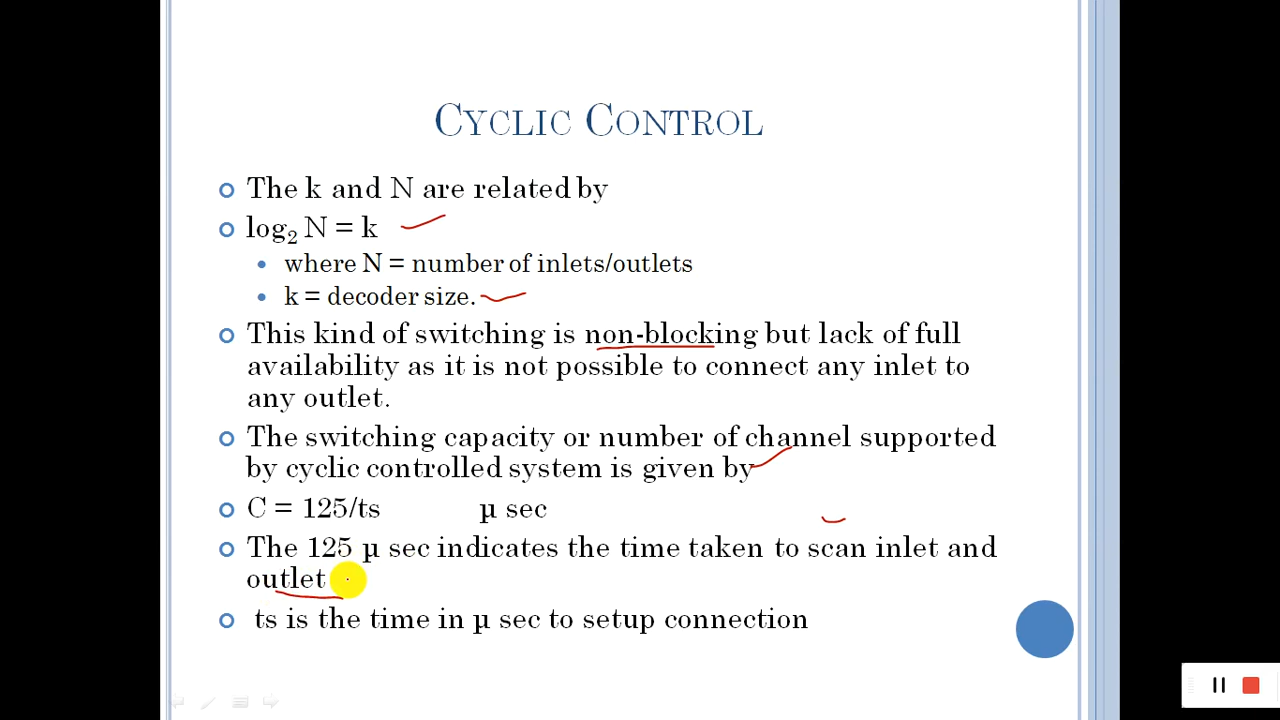 CYCLIC CONTROL
The k and N are related by
log₂ N = k
where N = number of inlets/outlets
k = decoder size.
This kind of switching is non-blocking but lack of full
availability as it is not possible to connect any inlet to
any outlet.
The switching capacity or number of channel supported
by cyclic controlled system is given by
C = 125/ts µ sec
The 125 µ sec indicates the time taken to scan inlet and
outlet
ts is the time in µ sec to setup connection